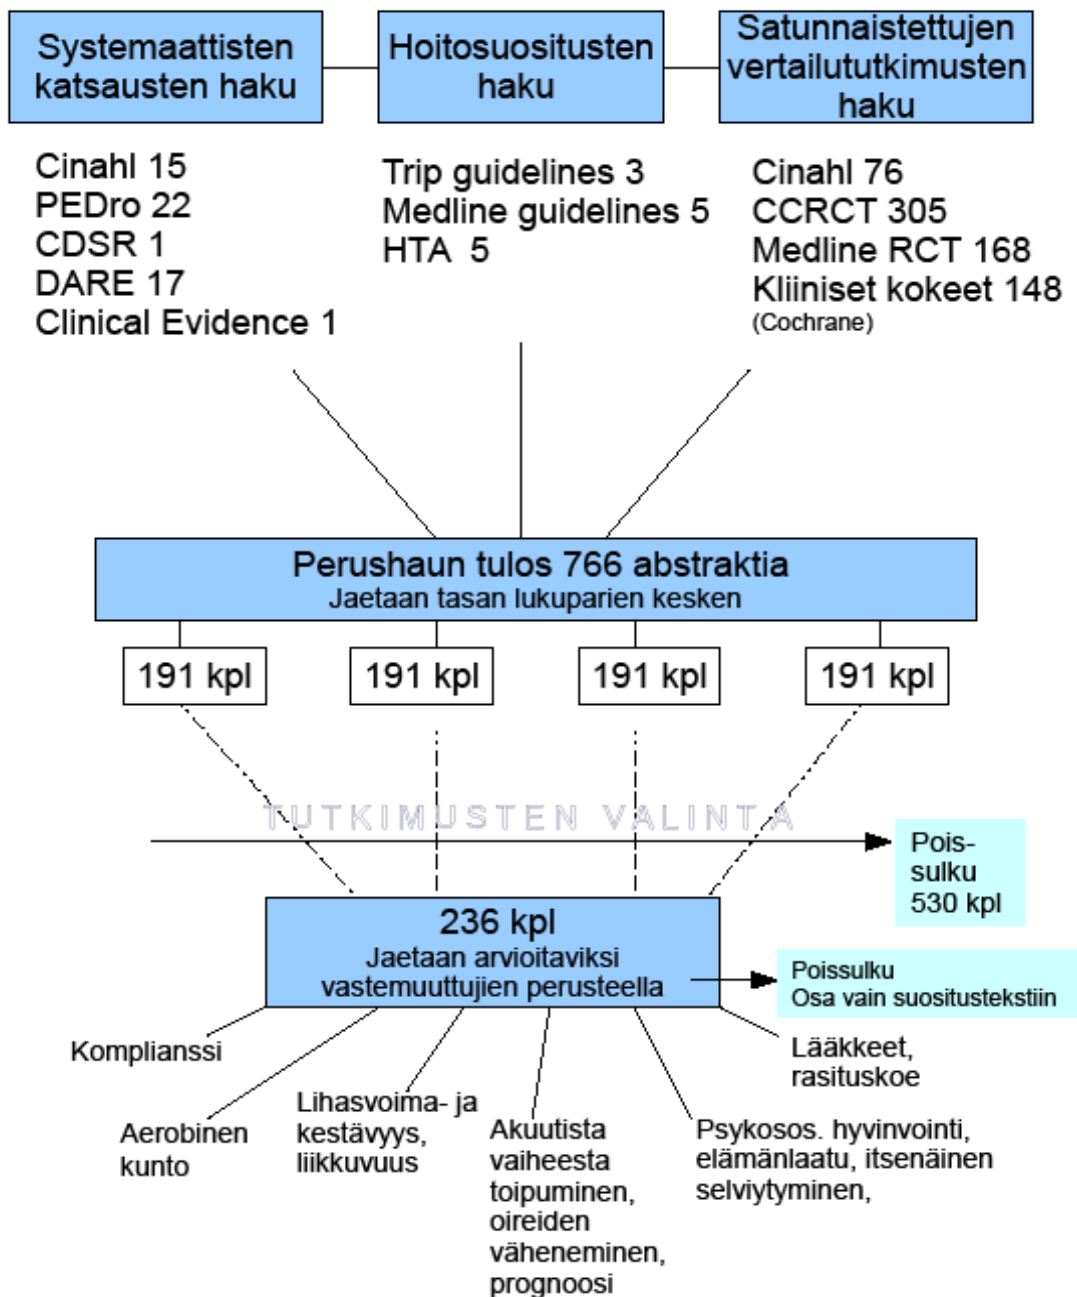 Systemaattisten
katsausten haku
Hoitosuositusten
haku
Satunnaistettujen
vertailututkimusten
haku
Cinahl 15
PEDro 22
CDSR 1
DARE 17
Clinical Evidence 1
Trip guidelines 3
Medline guidelines 5
HTA 5
Cinahl 76
CCRCT 305
Medline RCT 168
Kliiniset kokeet 148
(Cochrane)
Perushaun tulos 766 abstraktia
Jaetaan tasan lukuparien kesken
191 kpl
191 kpl
191 kpl
191 kpl
TUTKIMUSTEN VALINTA
Pois-
sulku
530 kpl
236 kpl
Jaetaan arvioitaviksi
vastemuuttujien perusteella
Poissulku
Osa vain suositustekstiin
Komplianssi
Aerobinen
kunto
Lihasvoima- ja
kestävyys,
liikkuvuus
Akuutista
vaiheesta
toipuminen,
oireiden
väheneminen,
prognoosi
Psykosos. hyvinvointi,
elämänlaatu, itsenäinen
selviytyminen,
Lääkkeet,
rasituskoe